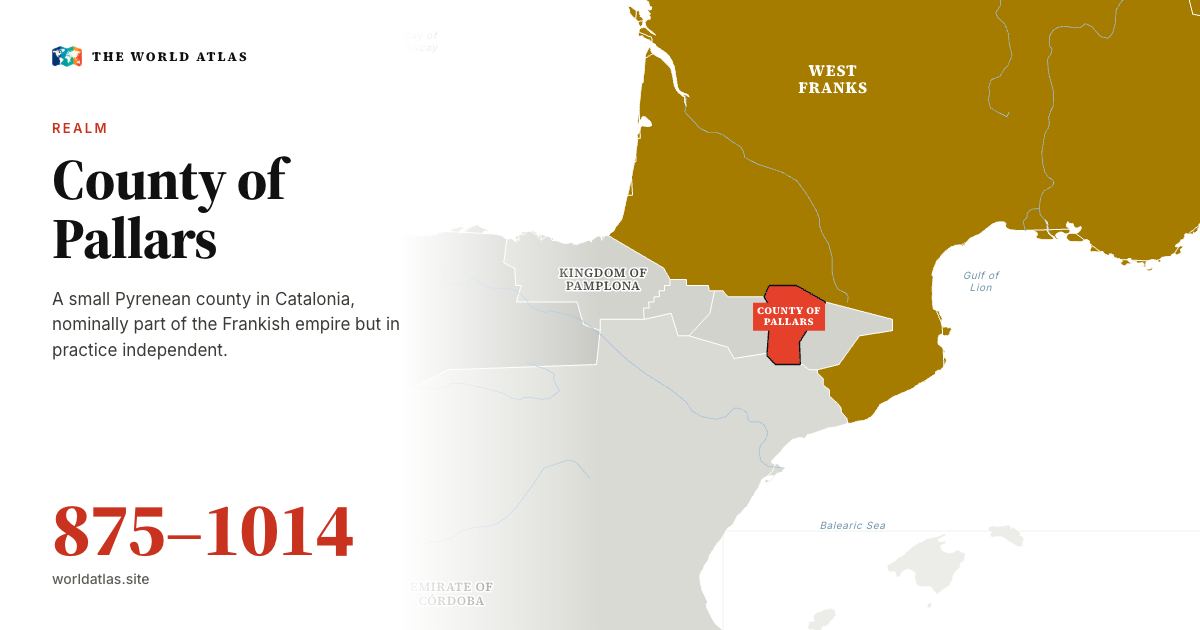 THE WORLD ATLAS
REALM
County of
Pallars
A small Pyrenean county in Catalonia,
nominally part of the Frankish empire but in
practice independent.
875–1014
worldatlas.site
WEST
FRANKS
KINGDOM OF
PAMPLONA
COUNTY OF
PALLARS
Gulf of
Lion
Balearic Sea
EMIRATE OF
CÓRDOBA